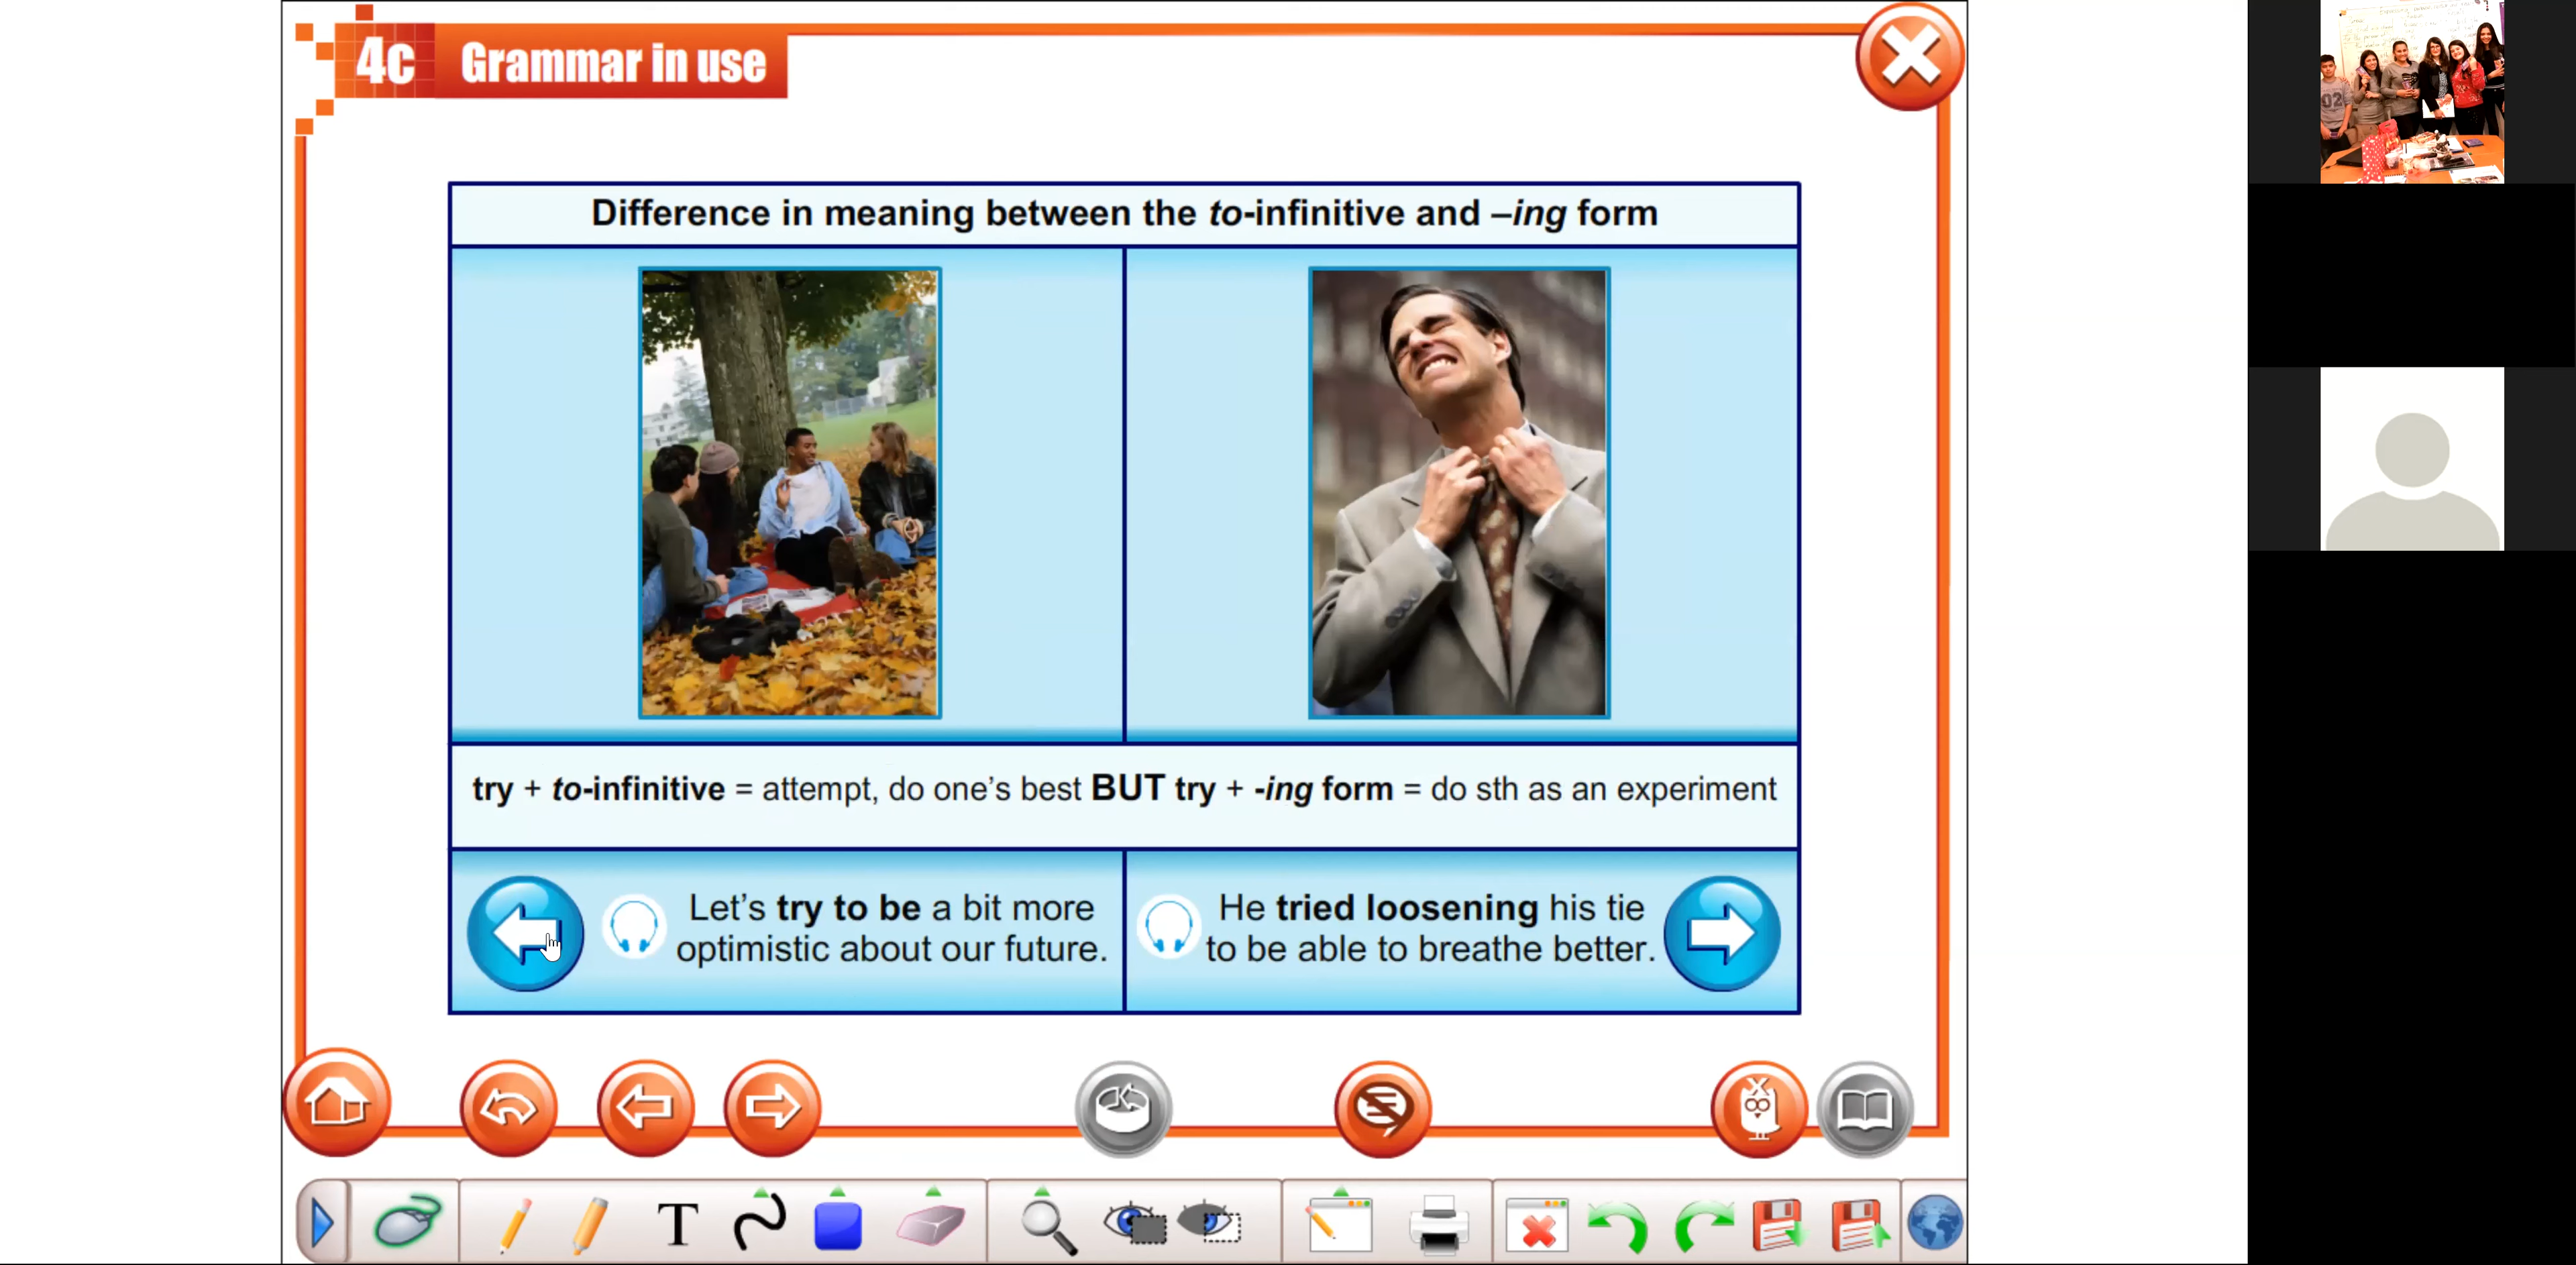 4c Grammar in use
Difference in meaning between the to-infinitive and –ing form
try + to-infinitive = attempt, do one's best BUT try + -ing form = do sth as an experiment
Let's try to be a bit more
optimistic about our future.
He tried loosening his tie
to be able to breathe better.
T